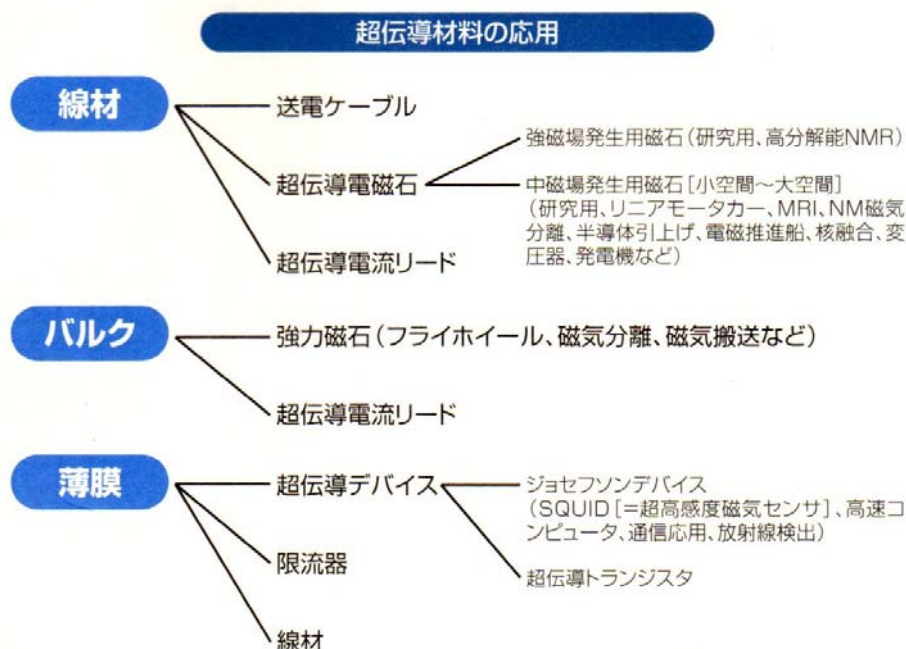 超伝導材料の応用
線材
送電ケーブル
超伝導電磁石
強磁場発生用磁石(研究用、高分解能NMR)
中磁場発生用磁石[小空間~大空間]
(研究用、リニアモータカー、MRI、NM磁気
分離、半導体引上げ、電磁推進船、核融合、変
圧器、発電機など)
超伝導電流リード
バルク
強力磁石(フライホイール、磁気分離、磁気搬送など)
超伝導電流リード
薄膜
超伝導デバイス
ジョセフソンデバイス
(SQUID[=超高感度磁気センサ]、高速コ
ンピュータ、通信応用、放射線検出)
超伝導トランジスタ
限流器
線材